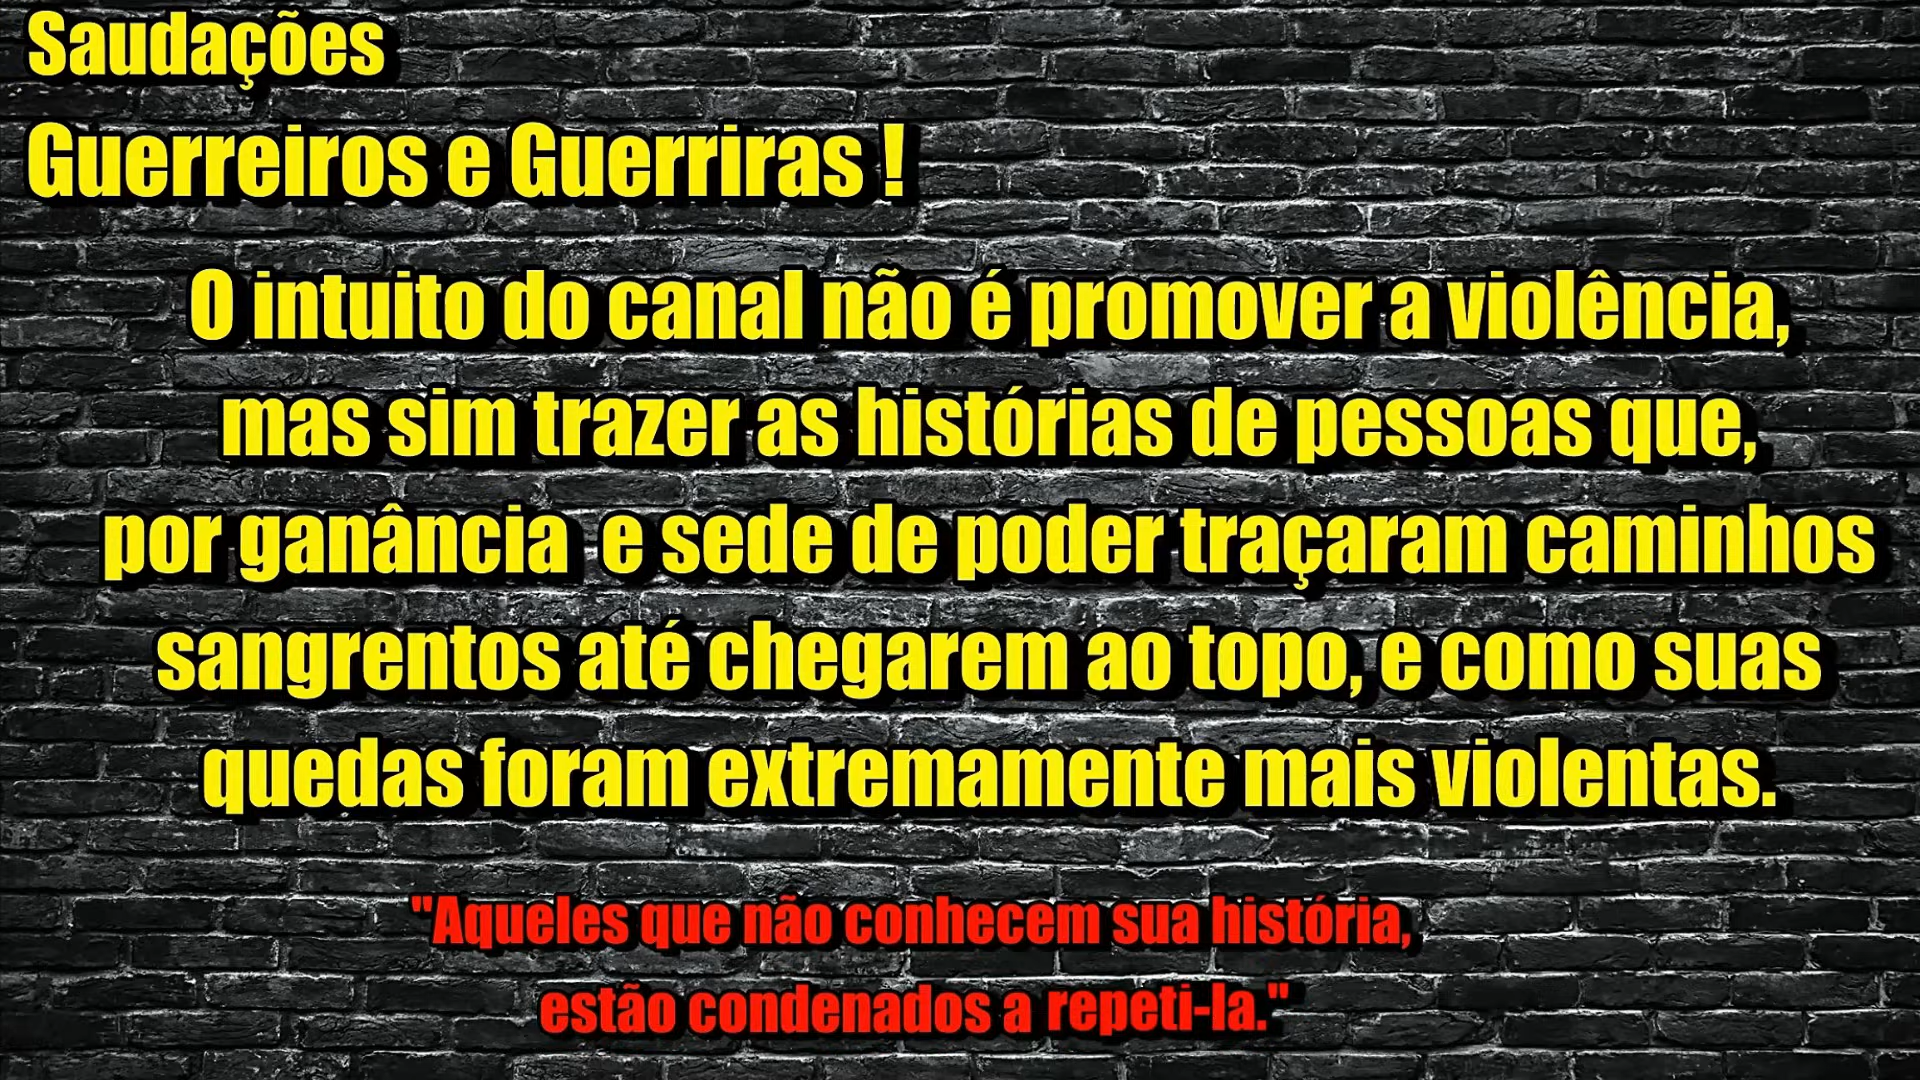 Saudações
Guerreiros e Guerriras !
O intuito do canal não é promover a violência,
mas sim trazer as histórias de pessoas que,
por ganância e sede de poder traçaram caminhos
sangrentos até chegarem ao topo, e como suas
quedas foram extremamente mais violentas.
"Aqueles que não conhecem sua história,
estão condenados a repeti-la."